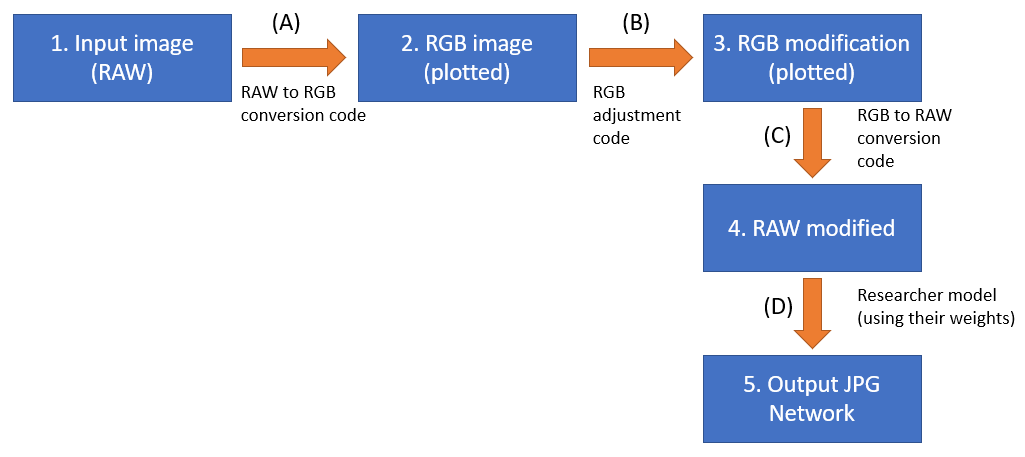 (A)
(B)
1. Input image
(RAW)
2. RGB image
(plotted)
3. RGB modification
(plotted)
RAW to RGB
conversion code
RGB
adjustment
code
(C)
RGB to RAW
conversion
code
4. RAW modified
(D)
Researcher model
(using their weights)
5. Output JPG
Network